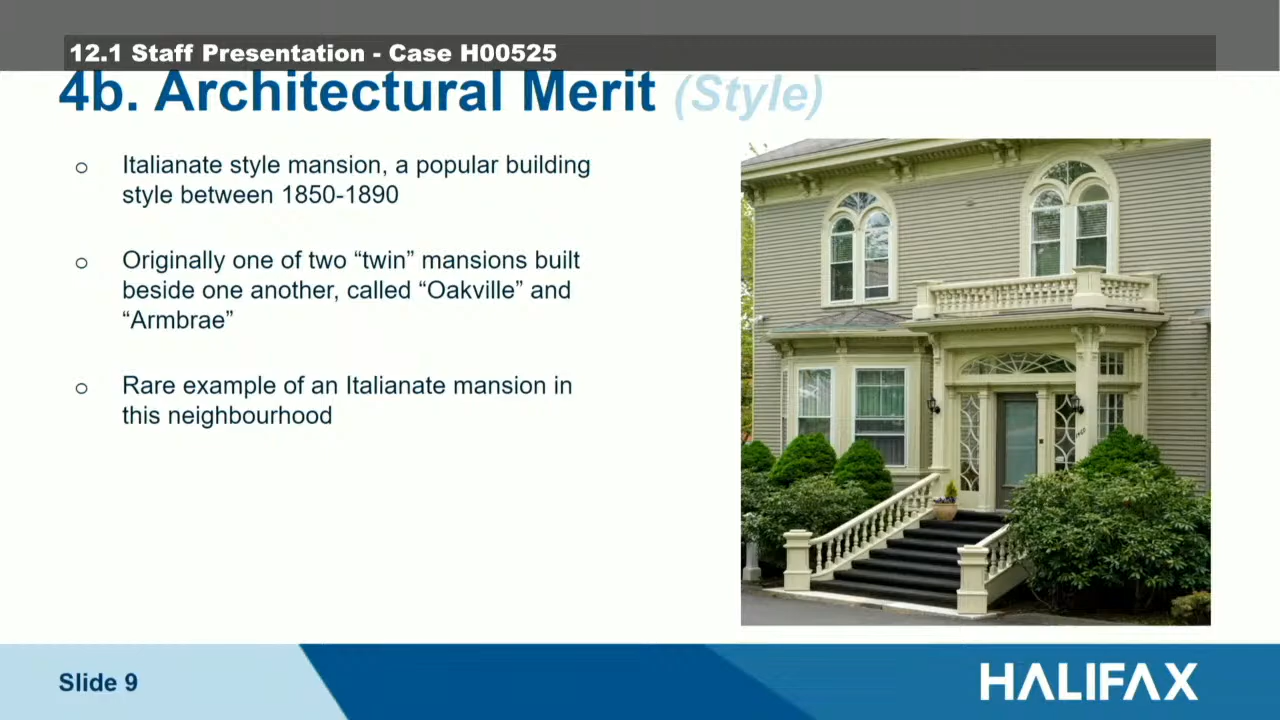 12.1 Staff Presentation - Case H00525
4b. Architectural Merit (Style)
o Italianate style mansion, a popular building
style between 1850-1890
o Originally one of two “twin” mansions built
beside one another, called “Oakville” and
“Armbrae”
o Rare example of an Italianate mansion in
this neighbourhood
Slide 9
HALIFAX